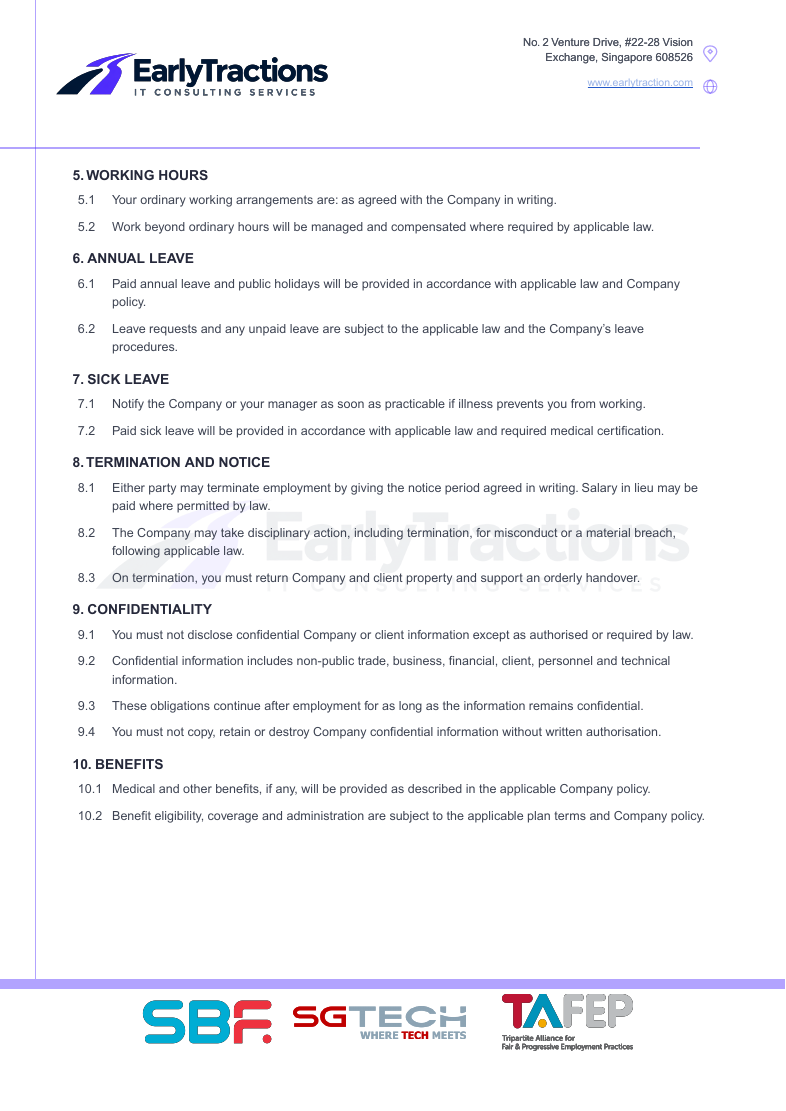 EarlyTractions
IT CONSULTING SERVICES
No. 2 Venture Drive, #22-28 Vision
Exchange, Singapore 608526
www.earlytraction.com
5. WORKING HOURS
5.1 Your ordinary working arrangements are: as agreed with the Company in writing.
5.2 Work beyond ordinary hours will be managed and compensated where required by applicable law.
6. ANNUAL LEAVE
6.1 Paid annual leave and public holidays will be provided in accordance with applicable law and Company
policy.
6.2 Leave requests and any unpaid leave are subject to the applicable law and the Company’s leave
procedures.
7. SICK LEAVE
7.1 Notify the Company or your manager as soon as practicable if illness prevents you from working.
7.2 Paid sick leave will be provided in accordance with applicable law and required medical certification.
8. TERMINATION AND NOTICE
8.1 Either party may terminate employment by giving the notice period agreed in writing. Salary in lieu may be
paid where permitted by law.
8.2 The Company may take disciplinary action, including termination, for misconduct or a material breach,
following applicable law.
8.3 On termination, you must return Company and client property and support an orderly handover.
EarlyTractions
IT CONSULTING SERVICES
9. CONFIDENTIALITY
9.1 You must not disclose confidential Company or client information except as authorised or required by law.
9.2 Confidential information includes non-public trade, business, financial, client, personnel and technical
information.
9.3 These obligations continue after employment for as long as the information remains confidential.
9.4 You must not copy, retain or destroy Company confidential information without written authorisation.
10. BENEFITS
10.1 Medical and other benefits, if any, will be provided as described in the applicable Company policy.
10.2 Benefit eligibility, coverage and administration are subject to the applicable plan terms and Company policy.
SBF.
SGTECH
WHERE TECH MEETS
TAFEP
Tripartite Alliance for
Fair & Progressive Employment Practices